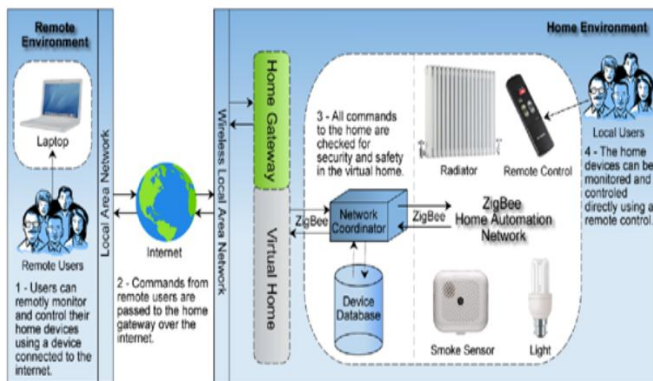 Remote
Environment
Laptop
Remote Users
1 - Users can
remotly monitor
and control their
home devices
using a device
connected to the
internet.
Local Area Network
Internet
2 - Commands from
remote users are
passed to the home
gateway over the
internet.
Wireless Local Area Network
Home Gateway
Virtual Home
Home Environment
3 - All commands
to the home are
checked for
security and safety
in the virtual home.
Radiator
Remote Control
Local Users
4 - The home
devices can be
monitored and
controled
directly using a
remote control.
ZigBee
Network
Coordinator
ZigBee
ZigBee
Home Automation
Network
Device
Database
Smoke Sensor
Light